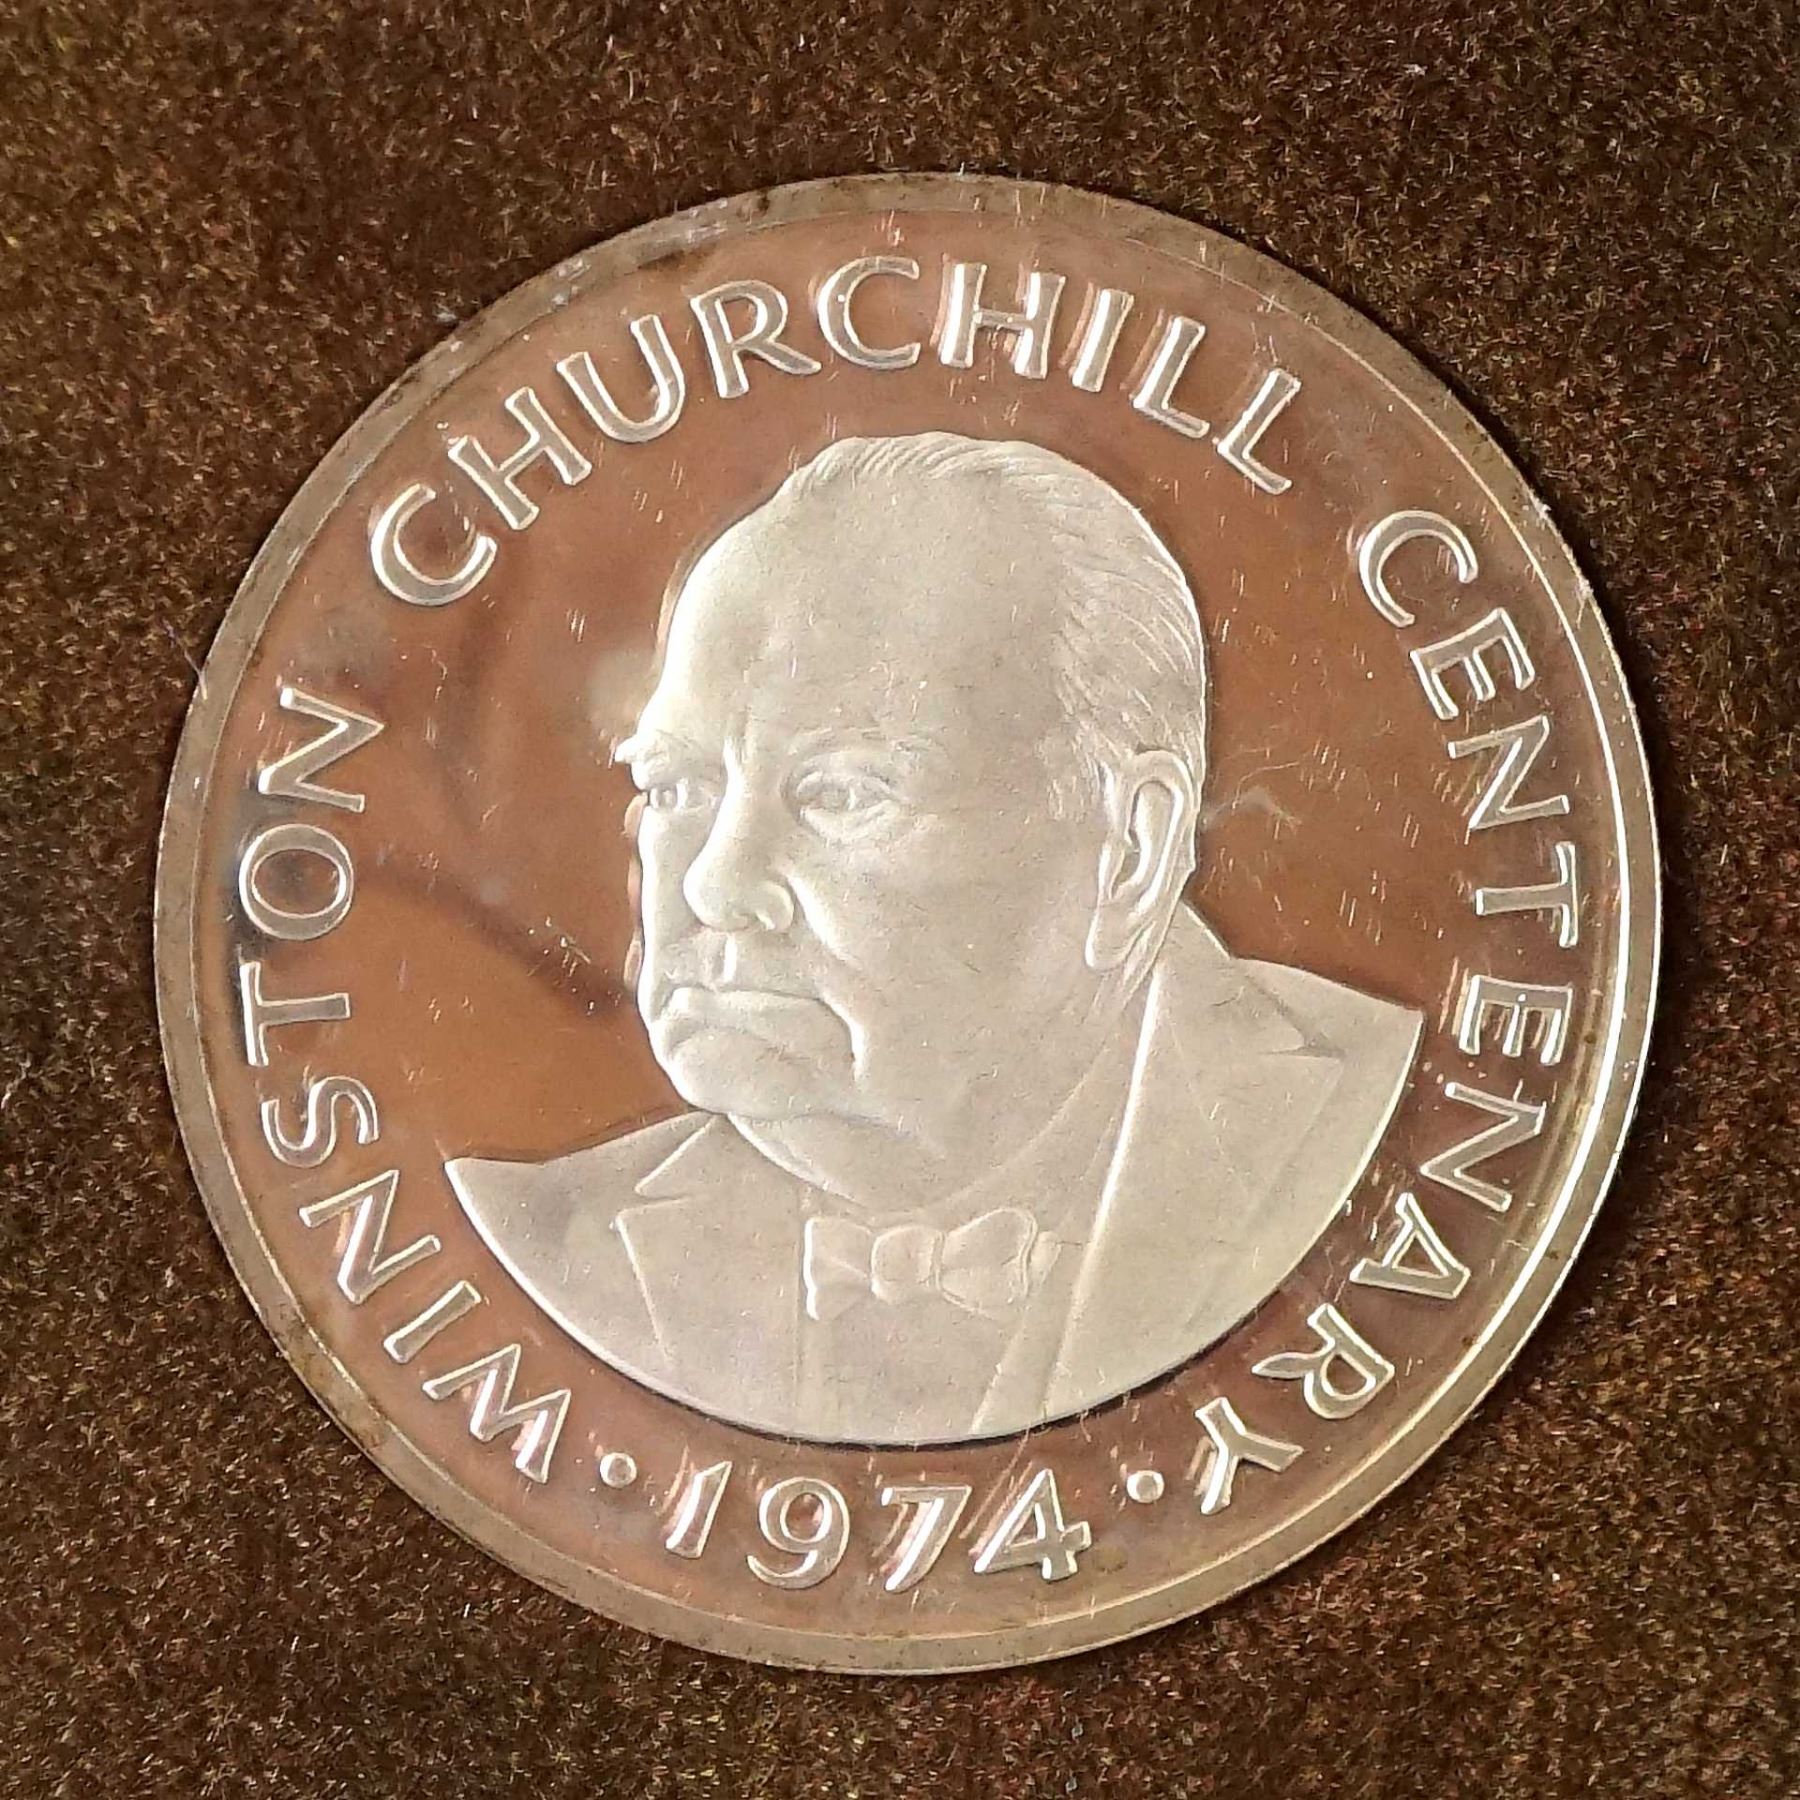 WINSTON CHURCHILL CENTENARY
· 1974 ·